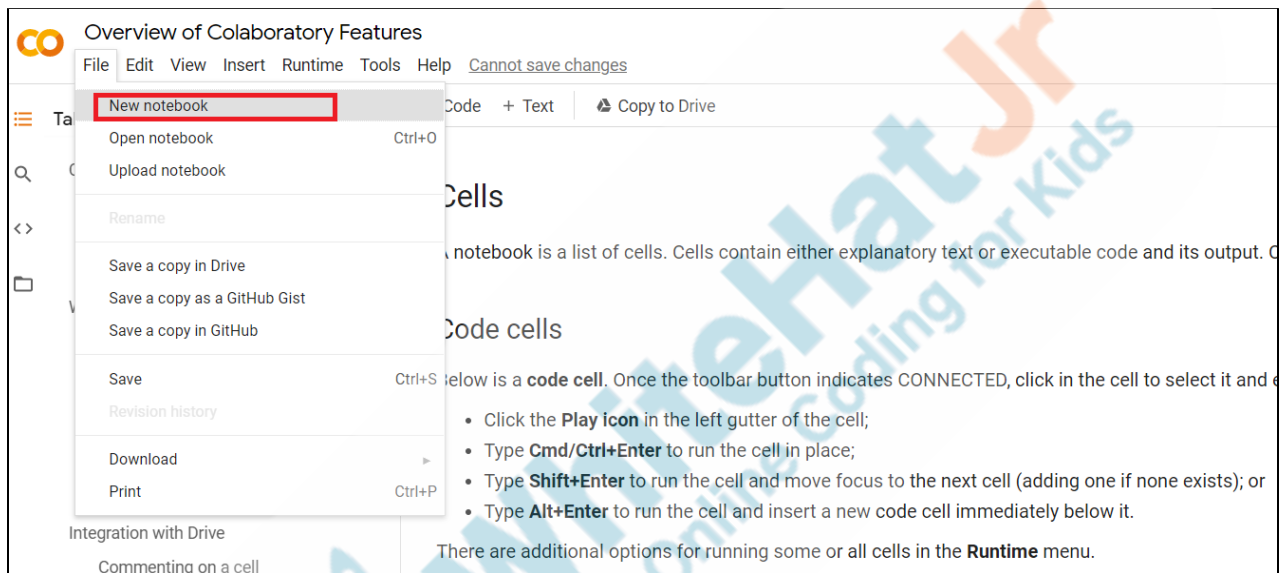 Overview of Colaboratory Features
File Edit View Insert Runtime Tools Help Cannot save changes
New notebook
Open notebook Ctrl+O
Upload notebook
Rename
Save a copy in Drive
Save a copy as a GitHub Gist
Save a copy in GitHub
Save Ctrl+S
Revision history
Download
Print Ctrl+P
Integration with Drive
Commenting on a cell
+ Text Copy to Drive
Cells
notebook is a list of cells. Cells contain either explanatory text or executable code and its output.
Code cells
Below is a code cell. Once the toolbar button indicates CONNECTED, click in the cell to select it and
• Click the Play icon in the left gutter of the cell;
• Type Cmd/Ctrl+Enter to run the cell in place;
• Type Shift+Enter to run the cell and move focus to the next cell (adding one if none exists); or
• Type Alt+Enter to run the cell and insert a new code cell immediately below it.
There are additional options for running some or all cells in the Runtime menu.
WhiteHat Jr
Online Coding for Kids